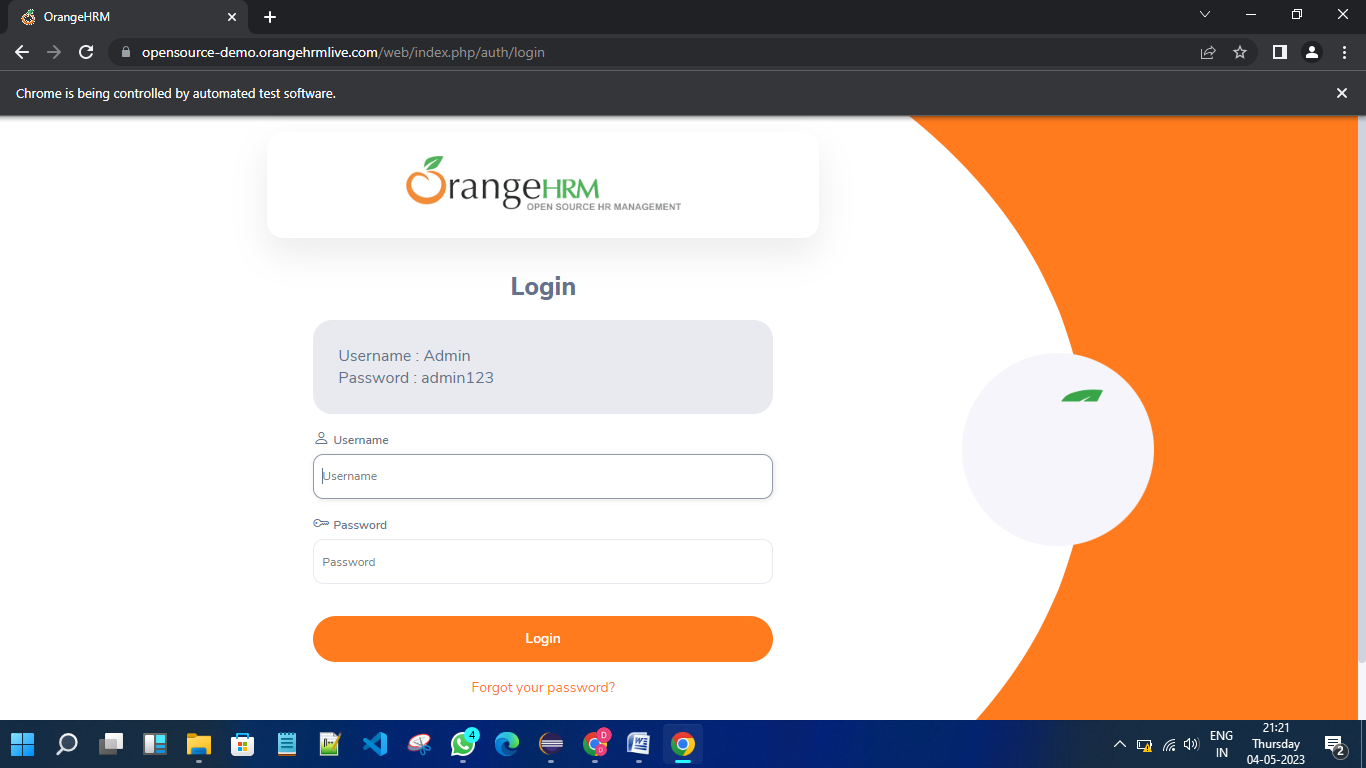 OrangeHRM
opensource-demo.orangehrmlive.com/web/index.php/auth/login
Chrome is being controlled by automated test software.
OrangeHRM
OPEN SOURCE HR MANAGEMENT
Login
Username : Admin
Password : admin123
Username
Username
Password
Password
Login
Forgot your password?
4
D
D
ENG
IN
21:21
Thursday
04-05-2023
2